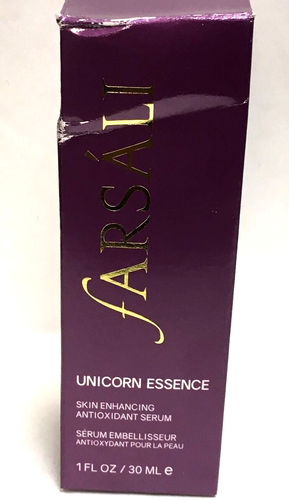 fARSÁLI
UNICORN ESSENCE
SKIN ENHANCING
ANTIOXIDANT SERUM
SÉRUM EMBELLISSEUR
ANTIOXYDANT POUR LA PEAU
1 FL OZ / 30 ML e